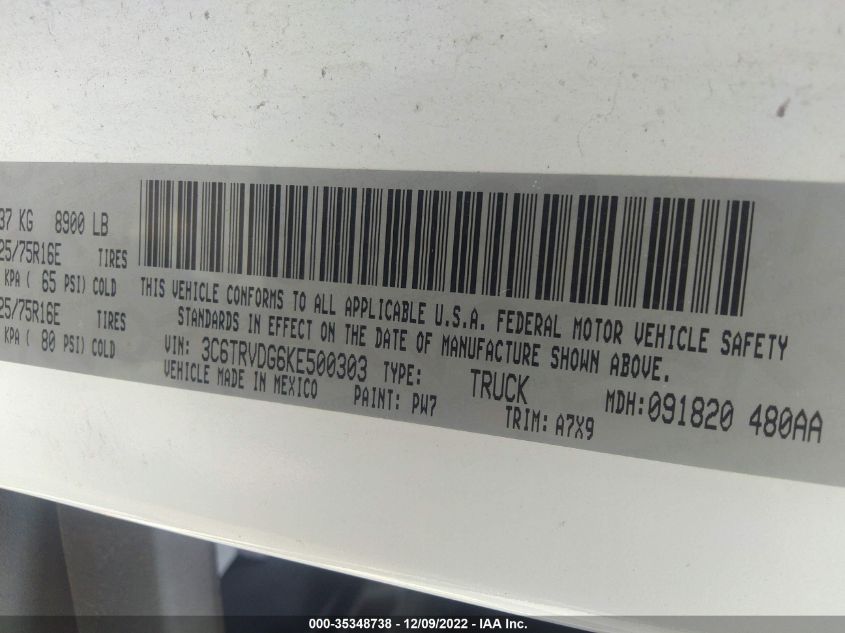 37 KG 8900 LB
25/75R16E TIRES
KPA ( 65 PSI) COLD
25/75R16E TIRES
KPA ( 80 PSI) COLD
THIS VEHICLE CONFORMS TO ALL APPLICABLE U.S.A. FEDERAL MOTOR VEHICLE SAFETY
STANDARDS IN EFFECT ON THE DATE OF MANUFACTURE SHOWN ABOVE.
VIN: 3C6TRVDG6KE500303 TYPE: TRUCK MDH:091820 480AA
VEHICLE MADE IN MEXICO PAINT: PW7 TRIM: A7X9
000-35348738 - 12/09/2022 - IAA Inc.